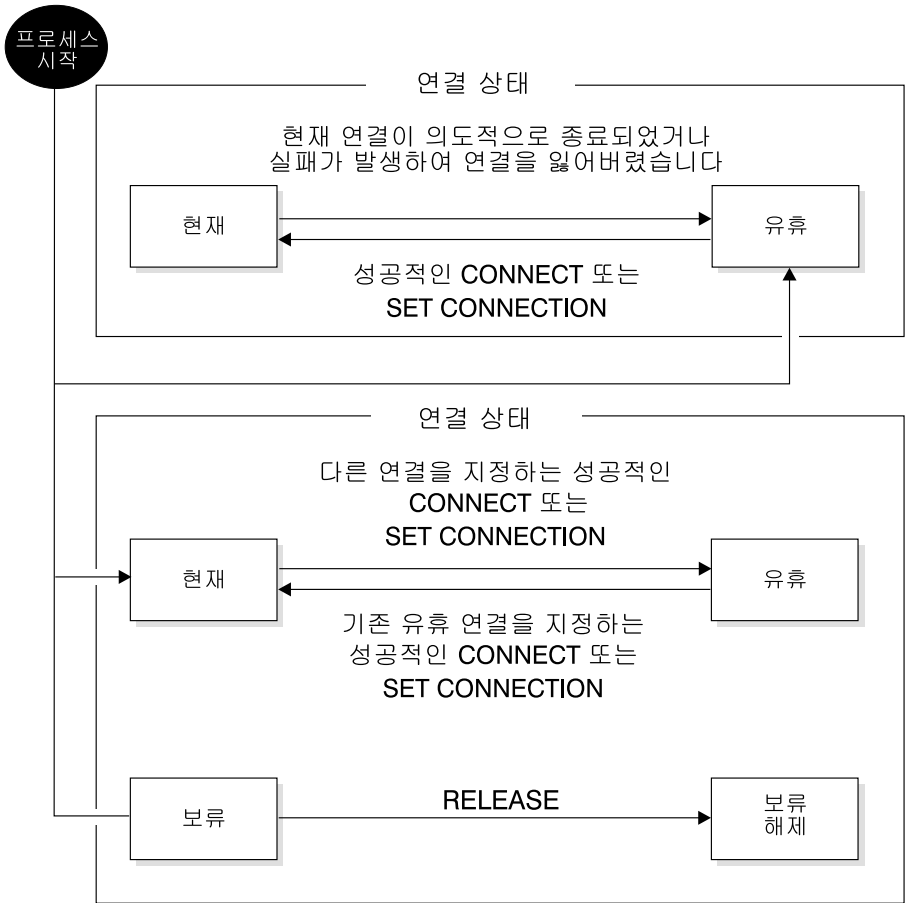 프로세스
시작
연결 상태
현재 연결이 의도적으로 종료되었거나
실패가 발생하여 연결을 잃어버렸습니다
현재
유휴
성공적인 CONNECT 또는
SET CONNECTION
연결 상태
다른 연결을 지정하는 성공적인
CONNECT 또는
SET CONNECTION
현재
유휴
기존 유휴 연결을 지정하는
성공적인 CONNECT 또는
SET CONNECTION
보류
RELEASE
보류
해제